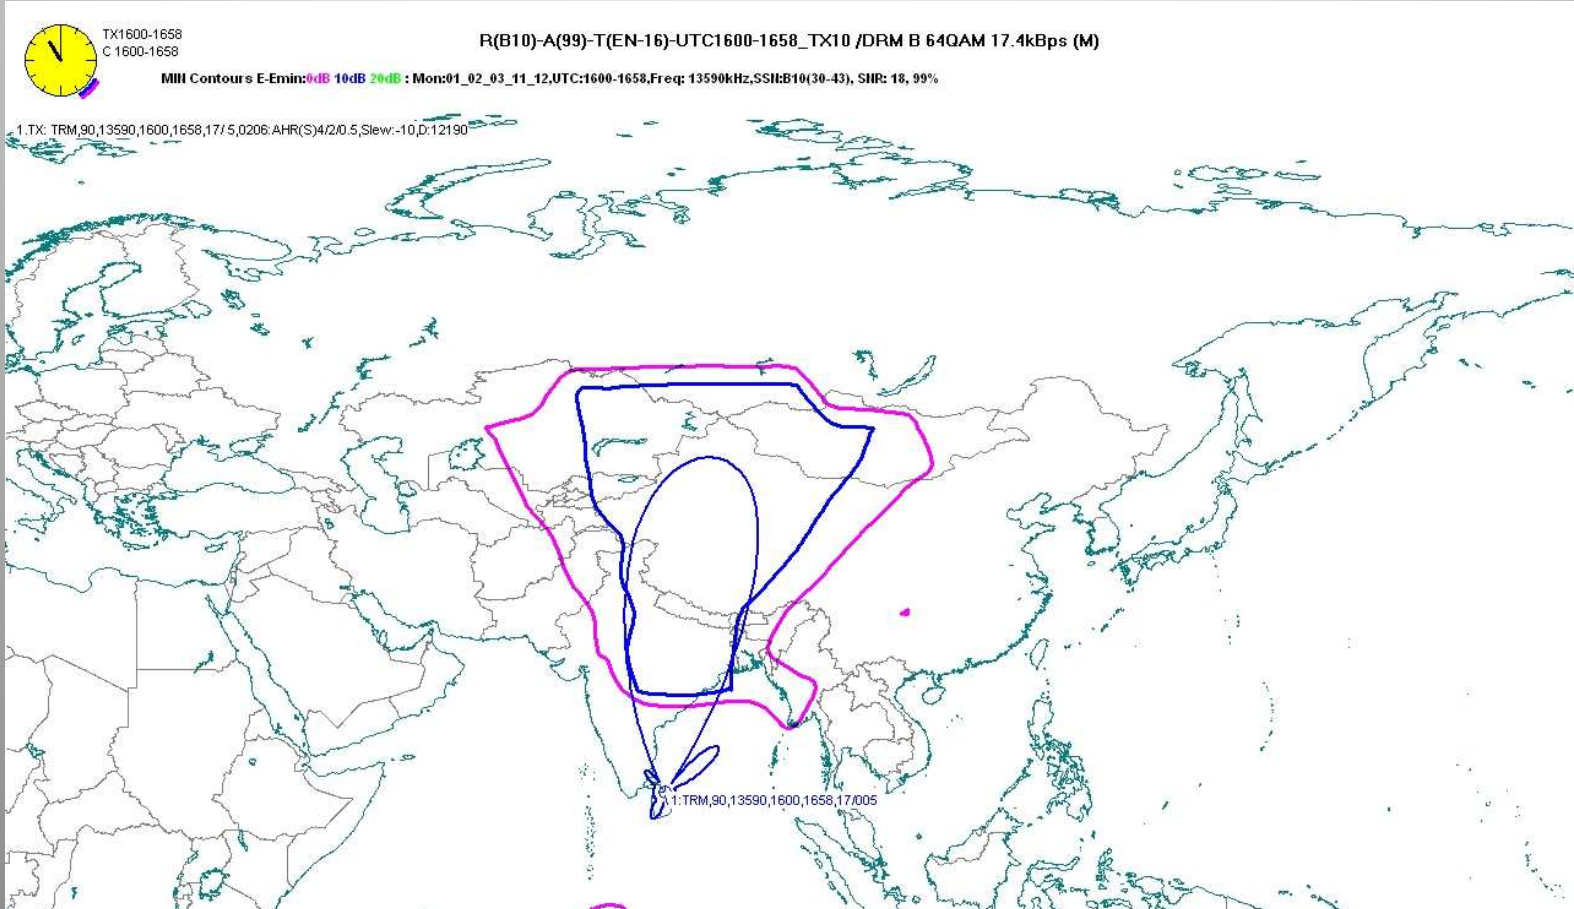 TX1600-1658
C 1600-1658
R(B10)-A(99)-T(EN-16)-UTC1600-1658_TX10 /DRM B 64QAM 17.4kBps (M)
MIN Contours E-Emin:0dB 10dB 20dB : Mon:01_02_03_11_12,UTC:1600-1658,Freq: 13590kHz,SSN:B10(30-43), SNR: 18, 99%
1.TX: TRM,90,13590,1600,1658,17/ 5,0206:AHR(S)4/2/0.5,Slew:-10,D:12190
1:TRM,90,13590,1600,1658,17/005